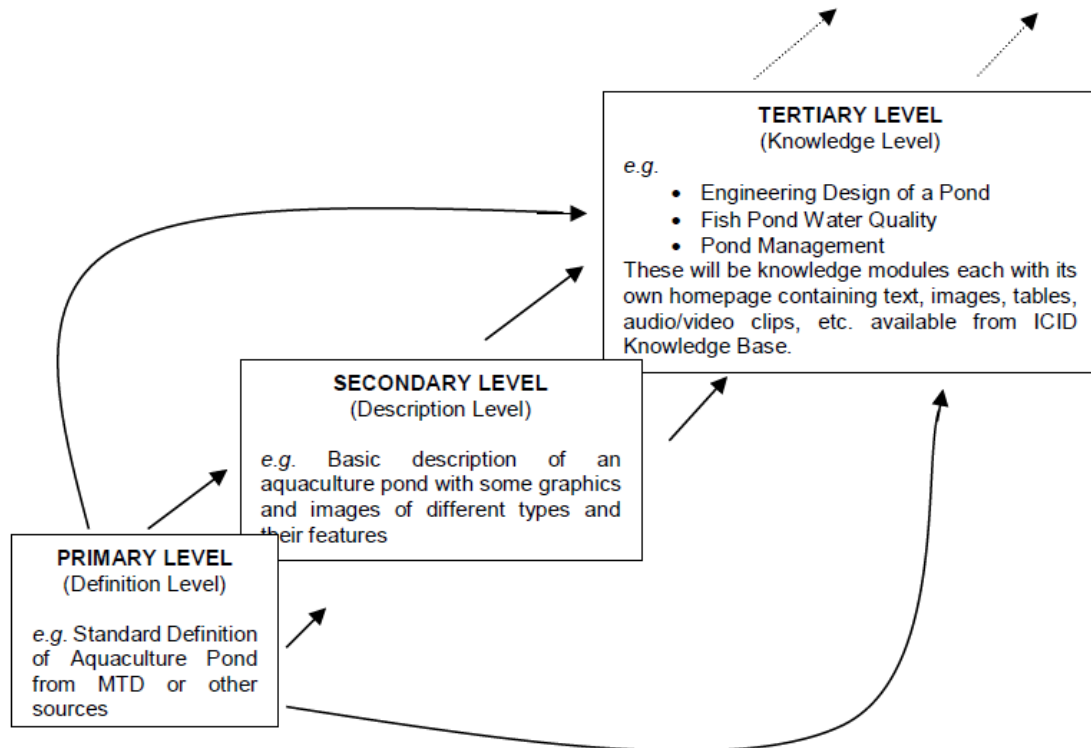 TERTIARY LEVEL
(Knowledge Level)
e.g.
• Engineering Design of a Pond
• Fish Pond Water Quality
• Pond Management
These will be knowledge modules each with its
own homepage containing text, images, tables,
audio/video clips, etc. available from ICID
Knowledge Base.
SECONDARY LEVEL
(Description Level)
e.g. Basic description of an
aquaculture pond with some graphics
and images of different types and
their features
PRIMARY LEVEL
(Definition Level)
e.g. Standard Definition
of Aquaculture Pond
from MTD or other
sources